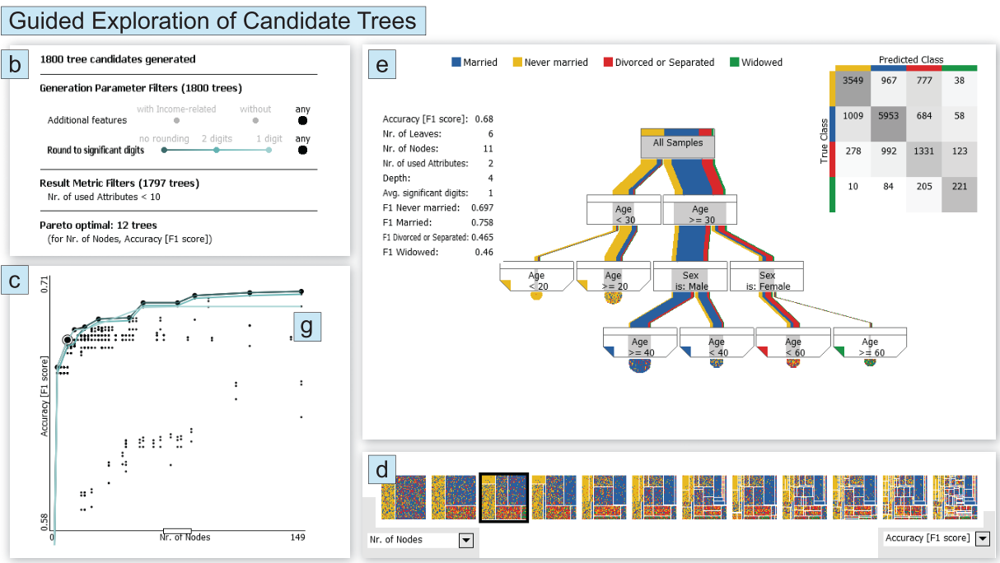 Guided Exploration of Candidate Trees
b
1800 tree candidates generated
Generation Parameter Filters (1800 trees)
with Income-related without any
Additional features
no rounding 2 digits 1 digit any
Round to significant digits
Result Metric Filters (1797 trees)
Nr. of used Attributes < 10
Pareto optimal: 12 trees
(for Nr. of Nodes, Accuracy [F1 score])
c
0.71
Accuracy [F1 score]
0.58
0
Nr. of Nodes
149
g
e
Married Never married Divorced or Separated Widowed
Accuracy [F1 score]: 0.68
Nr. of Leaves: 6
Nr. of Nodes: 11
Nr. of used Attributes: 2
Depth: 4
Avg. significant digits: 1
F1 Never married: 0.697
F1 Married: 0.758
F1 Divorced or Separated: 0.465
F1 Widowed: 0.46
All Samples
Age
< 30
Age
>= 30
Age
< 20
Age
>= 20
Sex
is: Male
Sex
is: Female
Age
>= 40
Age
< 40
Age
< 60
Age
>= 60
Predicted Class
True Class
3549 967 777 38
1009 5953 684 58
278 992 1331 123
10 84 205 221
d
Nr. of Nodes
Accuracy [F1 score]